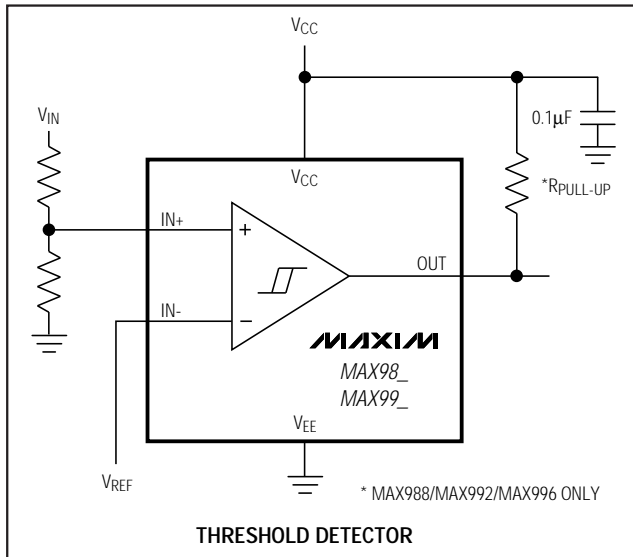 VCC
VIN
0.1µF
VCC
*RPULL-UP
IN+
+
OUT
IN-
−
MAXIM
MAX98_
MAX99_
VEE
VREF
* MAX988/MAX992/MAX996 ONLY
THRESHOLD DETECTOR